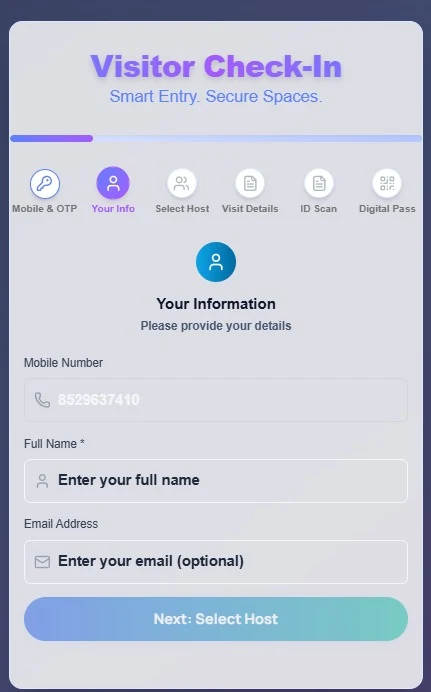 Visitor Check-In
Smart Entry. Secure Spaces.
Mobile & OTP Your Info Select Host Visit Details ID Scan Digital Pass
Your Information
Please provide your details
Mobile Number
8529637410
Full Name *
Enter your full name
Email Address
Enter your email (optional)
Next: Select Host